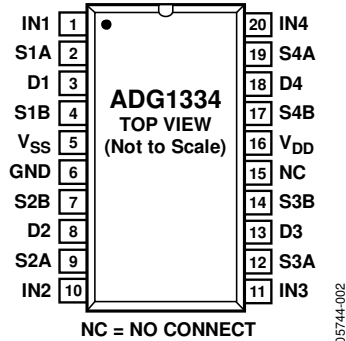 IN1 1 20 IN4
S1A 2 19 S4A
D1 3 18 D4
S1B 4 ADG1334 17 S4B
VSS 5 TOP VIEW 16 VDD
GND 6 (Not to Scale) 15 NC
S2B 7 14 S3B
D2 8 13 D3
S2A 9 12 S3A
IN2 10 11 IN3
NC = NO CONNECT
05744-002